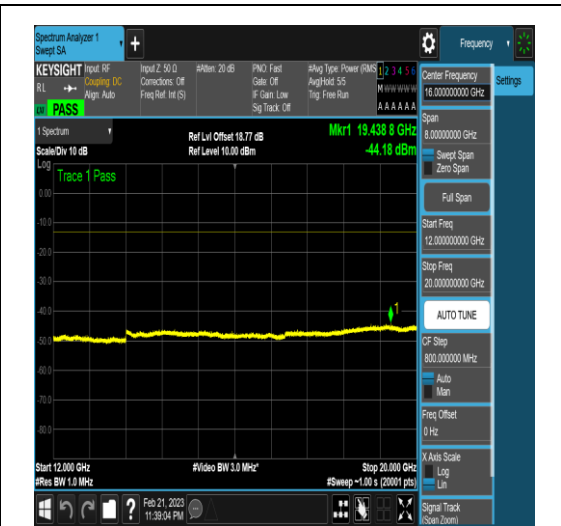 Spectrum Analyzer 1
Swept SA
+
Frequency
KEYSIGHT
Input: RF
Coupling: DC
Align: Auto
Input Z: 50 Ω
Corrections: Off
Freq Ref: Int (S)
#Atten: 20 dB
PNO: Fast
Gate: Off
IF Gain: Low
Sig Track: Off
#Avg Type: Power (RMS
Avg|Hold: 5/5
Trig: Free Run
1 2 3 4 5 6
M W W W W W
A A A A A A
RL
LXI
PASS
1 Spectrum
Scale/Div 10 dB
Ref Lvl Offset 18.77 dB
Ref Level 10.00 dBm
Mkr1 19.438 8 GHz
-44.18 dBm
Log
Trace 1 Pass
0.00
-10.0
-20.0
-30.0
-40.0
-50.0
-60.0
-70.0
-80.0
1
Start 12.000 GHz
#Res BW 1.0 MHz
#Video BW 3.0 MHz*
Stop 20.000 GHz
#Sweep ~1.00 s (20001 pts)
?
Feb 21, 2023
11:39:04 PM
Center Frequency
16.000000000 GHz
Settings
Span
8.00000000 GHz
Swept Span
Zero Span
Full Span
Start Freq
12.000000000 GHz
Stop Freq
20.000000000 GHz
AUTO TUNE
CF Step
800.000000 MHz
Auto
Man
Freq Offset
0 Hz
X Axis Scale
Log
Lin
Signal Track
(Span Zoom)